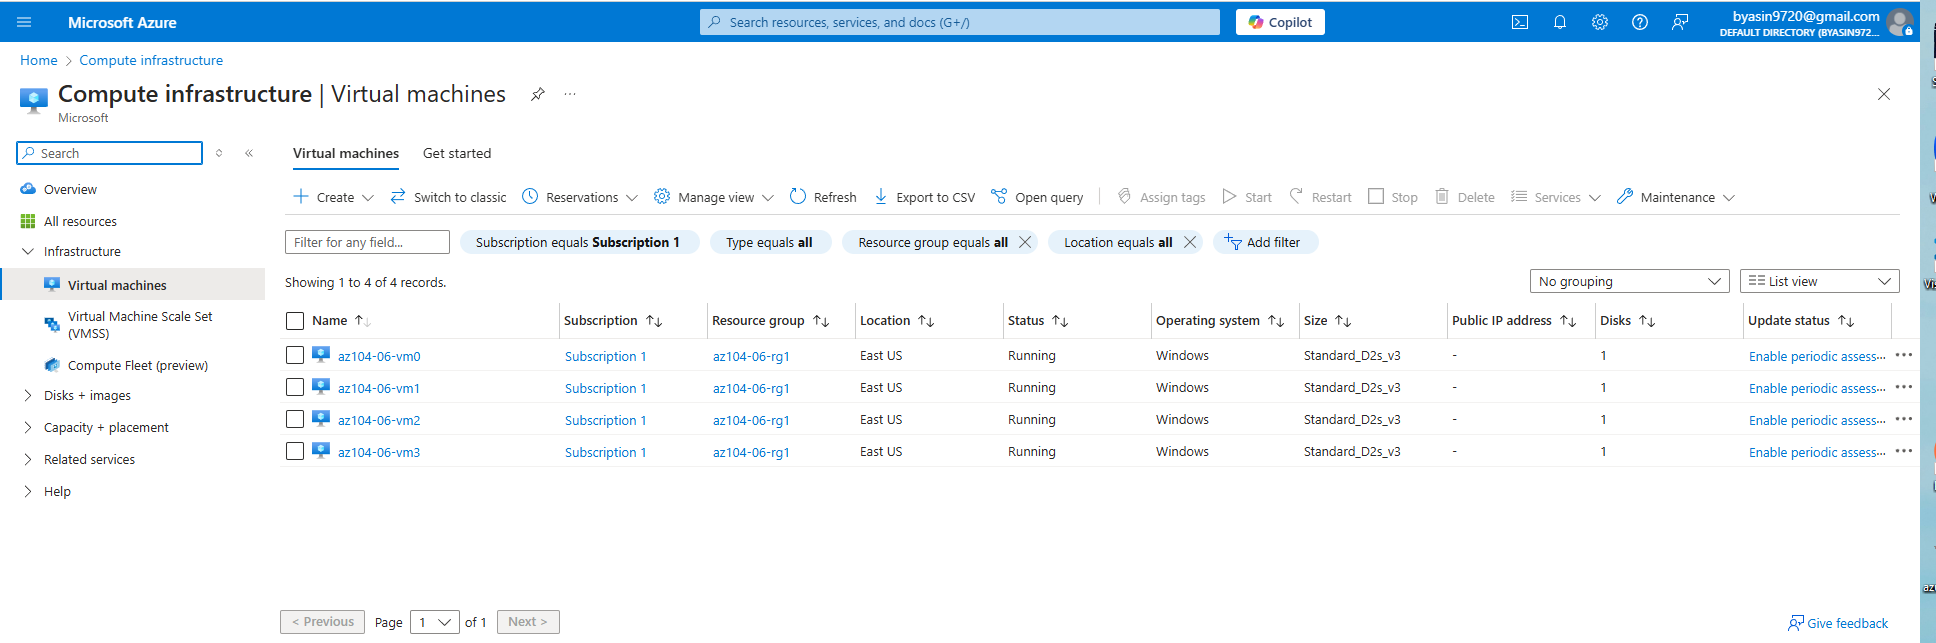 Microsoft Azure
Search resources, services, and docs (G+/)
Copilot
byasin9720@gmail.com
DEFAULT DIRECTORY (BYASIN972...
Home > Compute infrastructure
Compute infrastructure | Virtual machines
...
Microsoft
Search
Overview
All resources
Infrastructure
Virtual machines
Virtual Machine Scale Set
(VMSS)
Compute Fleet (preview)
Disks + images
Capacity + placement
Related services
Help
Virtual machines Get started
Create Switch to classic Reservations Manage view Refresh Export to CSV Open query Assign tags Start Restart Stop Delete Services Maintenance
Filter for any field... Subscription equals Subscription 1 Type equals all Resource group equals all Location equals all Add filter
Showing 1 to 4 of 4 records. No grouping List view
Name Subscription Resource group Location Status Operating system Size Public IP address Disks Update status
az104-06-vm0 Subscription 1 az104-06-rg1 East US Running Windows Standard_D2s_v3 - 1 Enable periodic assess...
az104-06-vm1 Subscription 1 az104-06-rg1 East US Running Windows Standard_D2s_v3 - 1 Enable periodic assess...
az104-06-vm2 Subscription 1 az104-06-rg1 East US Running Windows Standard_D2s_v3 - 1 Enable periodic assess...
az104-06-vm3 Subscription 1 az104-06-rg1 East US Running Windows Standard_D2s_v3 - 1 Enable periodic assess...
< Previous Page 1 of 1 Next >
Give feedback